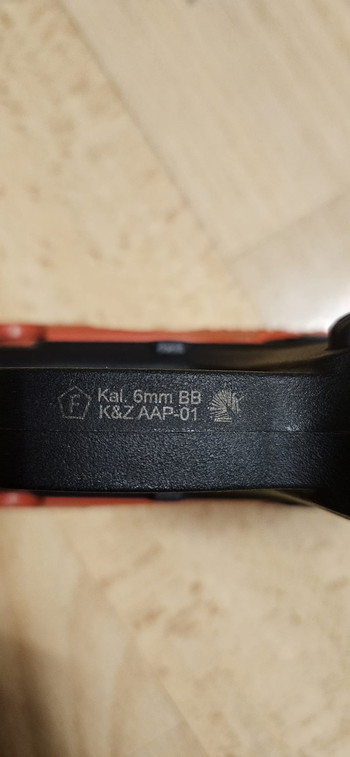 F
Kal. 6mm BB
K&Z AAP-01